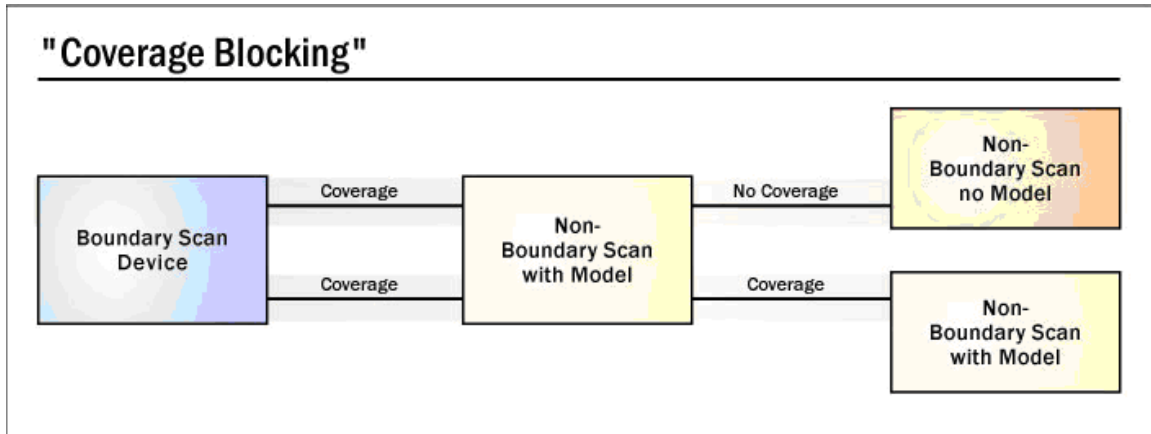 "Coverage Blocking"
Boundary Scan
Device
Coverage
Coverage
Non-
Boundary Scan
with Model
No Coverage
Coverage
Non-
Boundary Scan
no Model
Non-
Boundary Scan
with Model